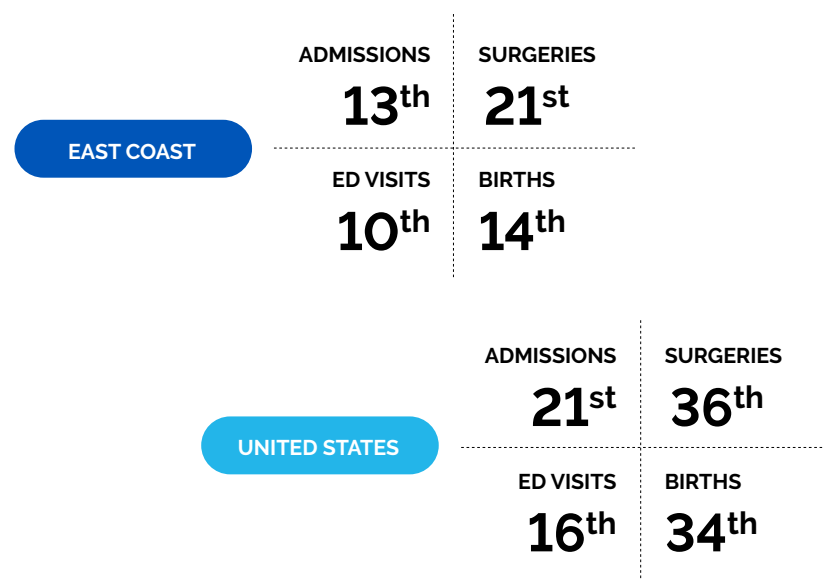 ADMISSIONS SURGERIES
13th 21st
EAST COAST
ED VISITS BIRTHS
10th 14th
ADMISSIONS SURGERIES
21st 36th
UNITED STATES
ED VISITS BIRTHS
16th 34th